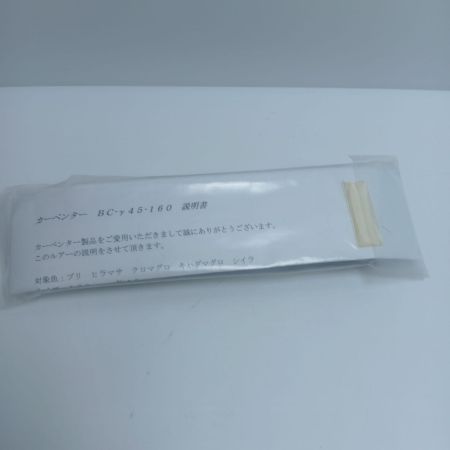 カーペンター BC-γ45-160 説明書
カーペンター製品をご愛用いただきまして誠にありがとうございます。
このルアーの説明をさせて頂きます。
対象魚：ブリ ヒラマサ クロマグロ キハダマグロ シイラ